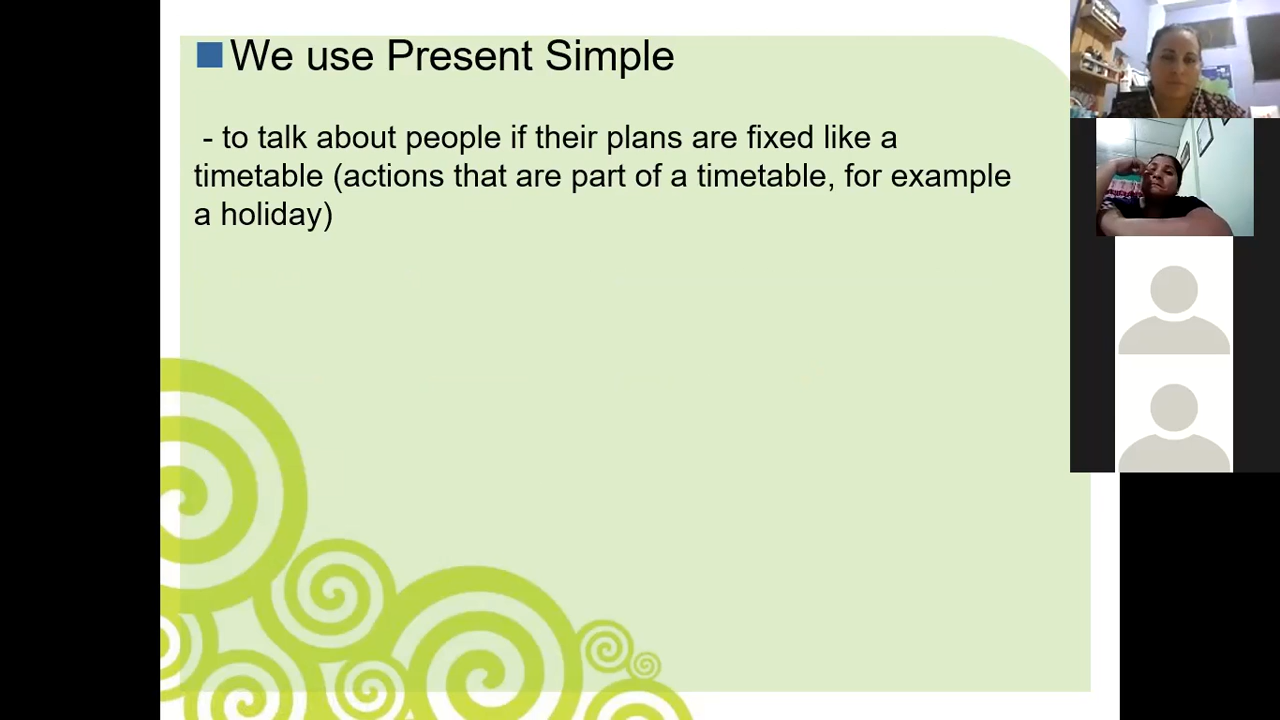 We use Present Simple
- to talk about people if their plans are fixed like a
timetable (actions that are part of a timetable, for example
a holiday)